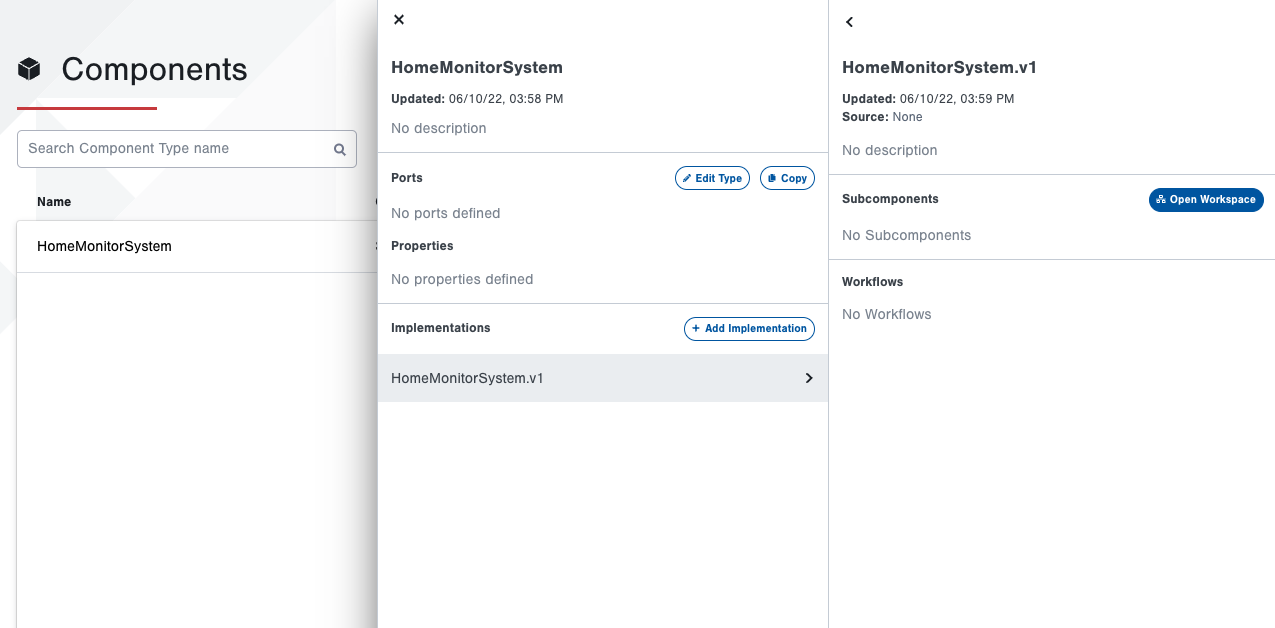 Components
Search Component Type name
Name
HomeMonitorSystem
HomeMonitorSystem
Updated: 06/10/22, 03:58 PM
No description
Ports
Edit Type
Copy
No ports defined
Properties
No properties defined
Implementations
+ Add Implementation
HomeMonitorSystem.v1
HomeMonitorSystem.v1
Updated: 06/10/22, 03:59 PM
Source: None
No description
Subcomponents
Open Workspace
No Subcomponents
Workflows
No Workflows